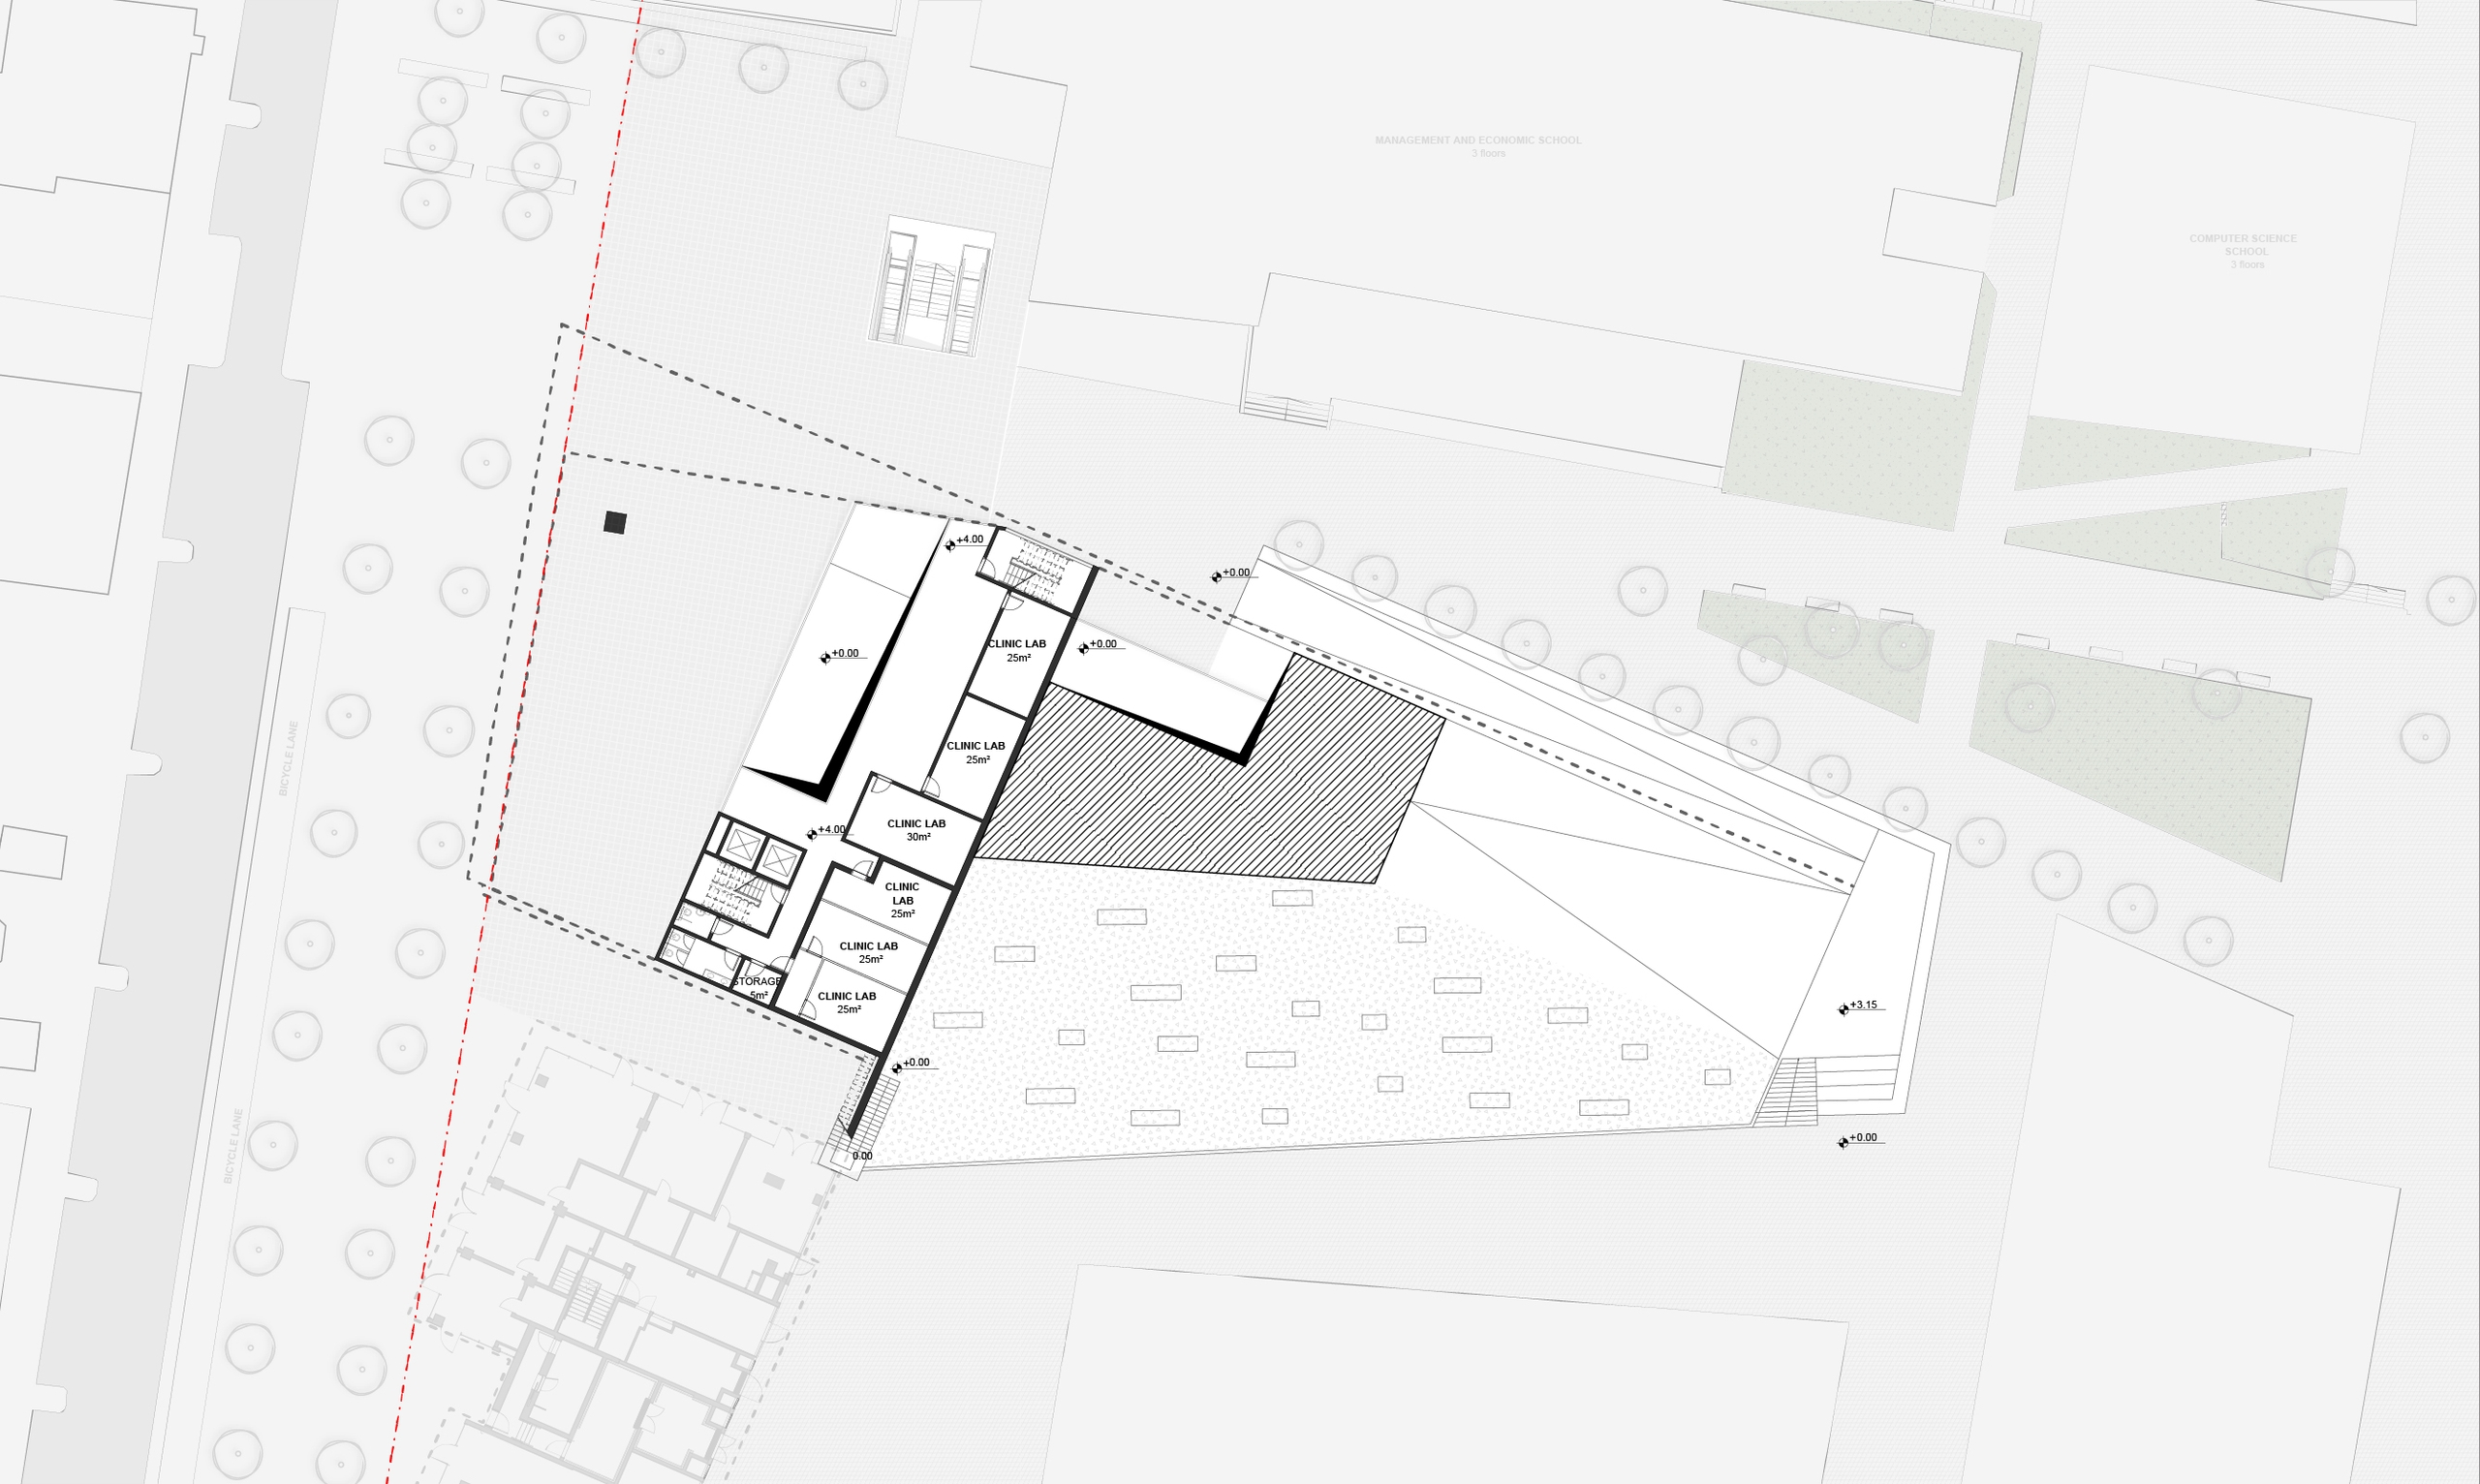 MANAGEMENT AND ECONOMIC SCHOOL
3 floors
COMPUTER SCIENCE
SCHOOL
3 floors
+4.00
+0.00
+0.00
CLINIC LAB
25m²
+0.00
CLINIC LAB
25m²
+4.00
CLINIC LAB
30m²
CLINIC
LAB
25m²
CLINIC LAB
25m²
STORAGE
5m²
CLINIC LAB
25m²
+3.15
+0.00
+0.00
0.00
BICYCLE LANE
BICYCLE LANE